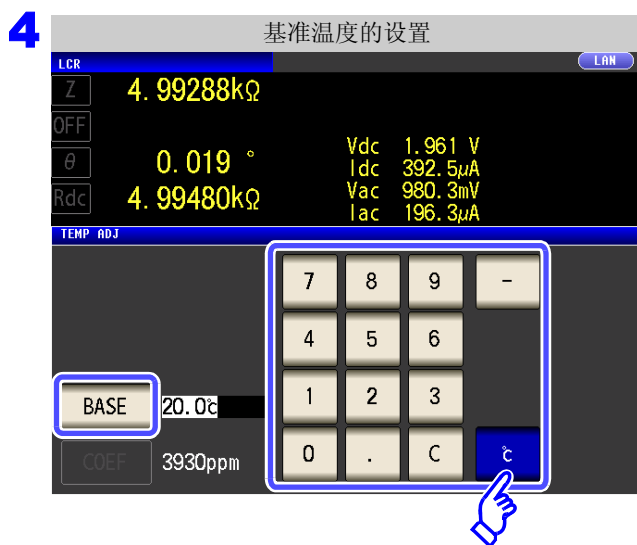 4
基准温度的设置
LCR
LAN
Z 4.99288kΩ
OFF
Vdc 1.961 V
θ 0.019 °
Idc 392.5μA
Vac 980.3mV
Rdc 4.99480kΩ
Iac 196.3μA
TEMP ADJ
7 8 9 -
4 5 6
1 2 3
BASE 20.0℃
0 . C ℃
COEF 3930ppm